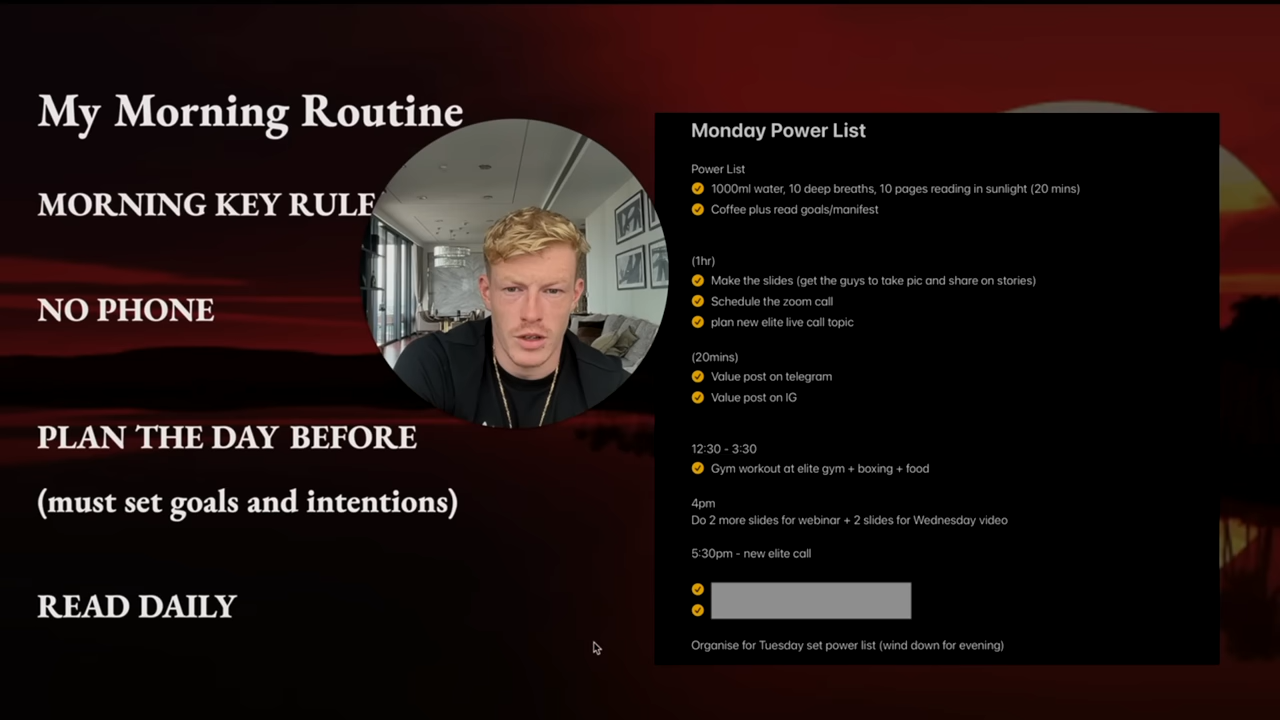 My Morning Routine
MORNING KEY RULE
NO PHONE
PLAN THE DAY BEFORE
(must set goals and intentions)
READ DAILY
Monday Power List
Power List
1000ml water, 10 deep breaths, 10 pages reading in sunlight (20 mins)
Coffee plus read goals/manifest
(1hr)
Make the slides (get the guys to take pic and share on stories)
Schedule the zoom call
plan new elite live call topic
(20mins)
Value post on telegram
Value post on IG
12:30 - 3:30
Gym workout at elite gym + boxing + food
4pm
Do 2 more slides for webinar + 2 slides for Wednesday video
5:30pm - new elite call
Organise for Tuesday set power list (wind down for evening)